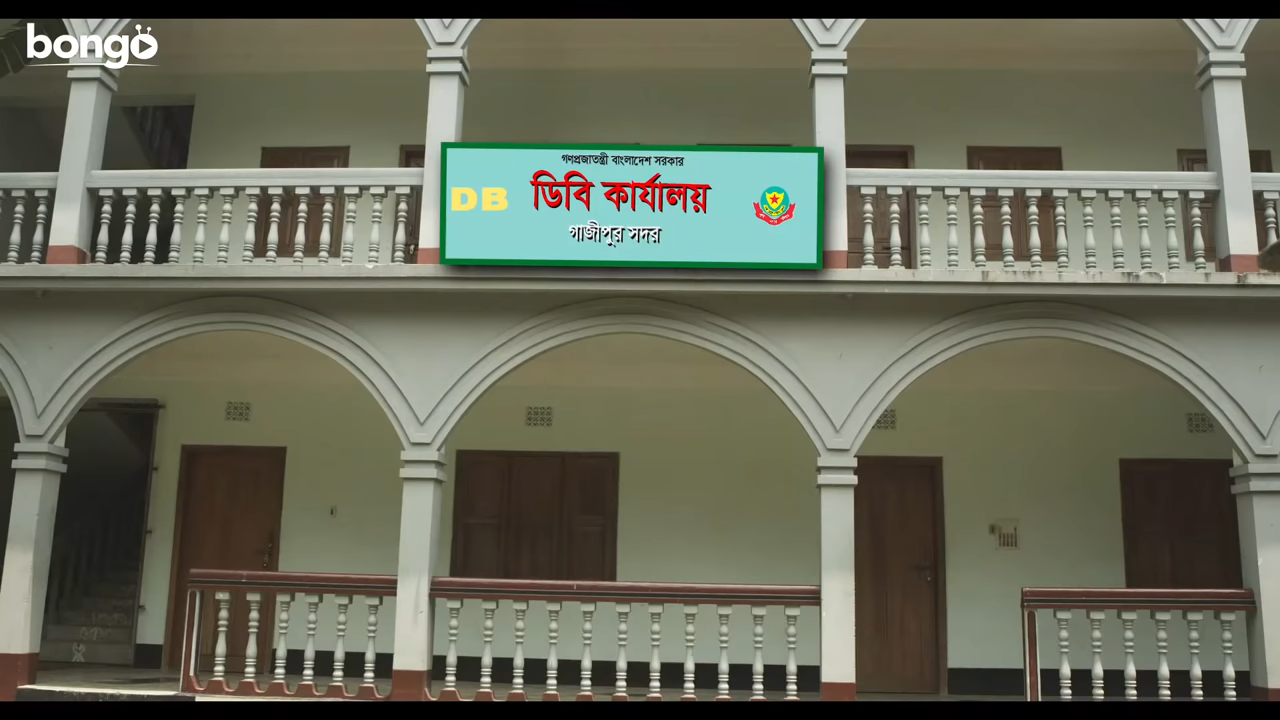 bongo
গণপ্রজাতন্ত্রী বাংলাদেশ সরকার
DB ডিবি কার্যালয়
গাজীপুর সদর